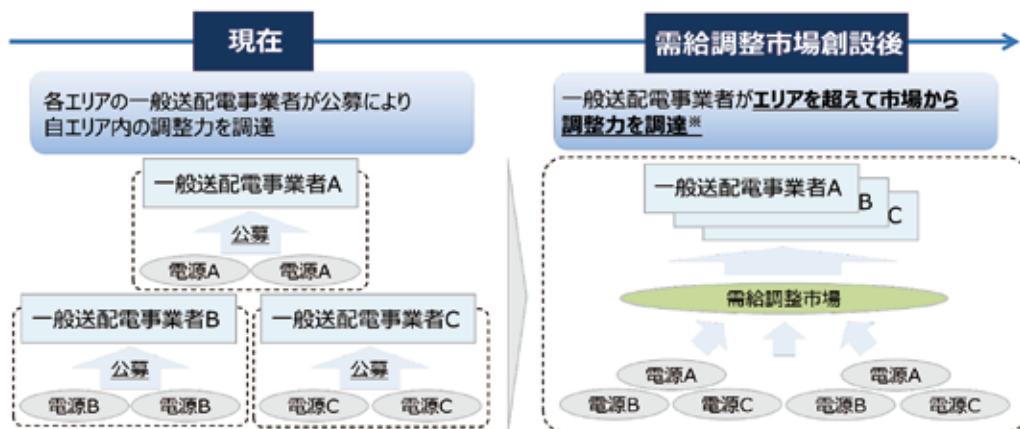 現在
需給調整市場創設後
各エリアの一般送配電事業者が公募により
自エリア内の調整力を調達
一般送配電事業者がエリアを超えて市場から
調整力を調達※
一般送配電事業者A
公募
電源A
電源A
一般送配電事業者B
公募
電源B
電源B
一般送配電事業者C
公募
電源C
電源C
一般送配電事業者A
B
C
需給調整市場
電源A
電源B
電源C
電源A
電源B
電源C